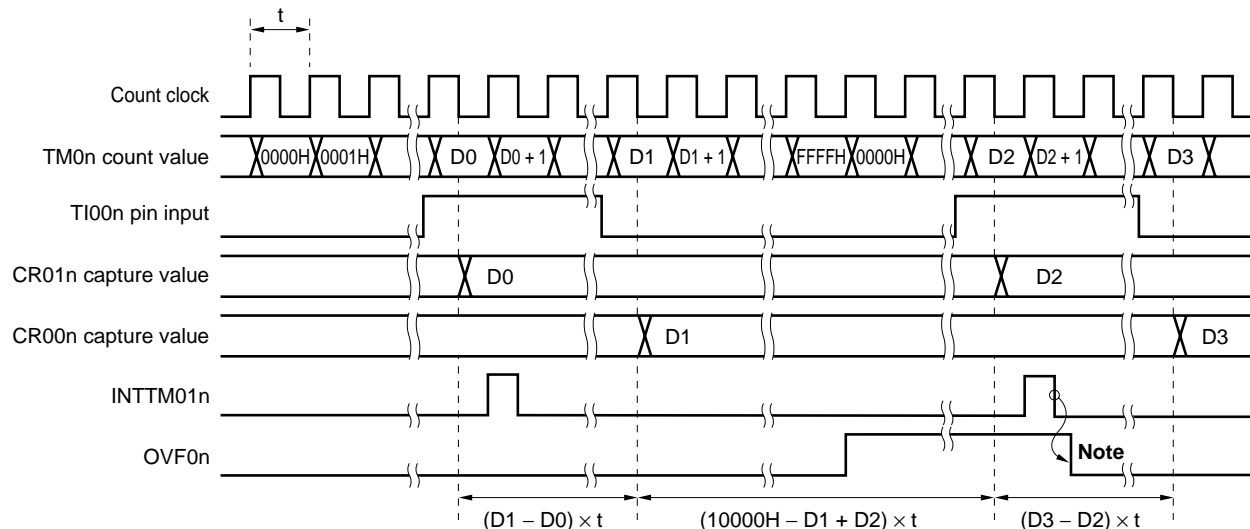 t
Count clock
TM0n count value 0000H 0001H D0 D0 + 1 D1 D1 + 1 FFFFH 0000H D2 D2 + 1 D3
TI00n pin input
CR01n capture value D0 D2
CR00n capture value D1 D3
INTTM01n
OVF0n Note
(D1 – D0) × t (10000H – D1 + D2) × t (D3 – D2) × t